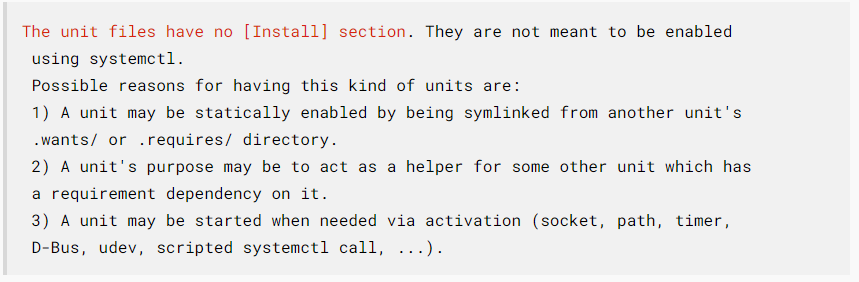 The unit files have no [Install] section. They are not meant to be enabled
using systemctl.
Possible reasons for having this kind of units are:
1) A unit may be statically enabled by being symlinked from another unit's
.wants/ or .requires/ directory.
2) A unit's purpose may be to act as a helper for some other unit which has
a requirement dependency on it.
3) A unit may be started when needed via activation (socket, path, timer,
D-Bus, udev, scripted systemctl call, ...).